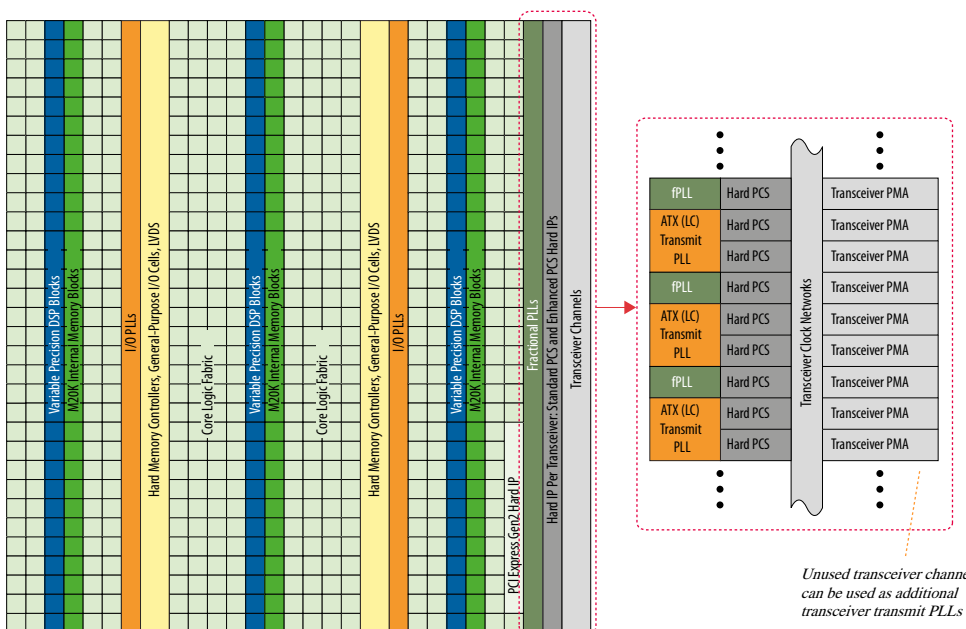 Variable Precision DSP Blocks
M20K Internal Memory Blocks
I/O PLLs
Hard Memory Controllers, General-Purpose I/O Cells, LVDS
Core Logic Fabric
Variable Precision DSP Blocks
M20K Internal Memory Blocks
Core Logic Fabric
Hard Memory Controllers, General-Purpose I/O Cells, LVDS
I/O PLLs
Variable Precision DSP Blocks
M20K Internal Memory Blocks
PCI Express Gen2 Hard IP
Fractional PLLs
Hard IP Per Transceiver: Standard PCS and Enhanced PCS Hard IPs
Transceiver Channels
fPLL
ATX (LC)
Transmit
PLL
fPLL
ATX (LC)
Transmit
PLL
fPLL
ATX (LC)
Transmit
PLL
Hard PCS
Hard PCS
Hard PCS
Hard PCS
Hard PCS
Hard PCS
Hard PCS
Hard PCS
Hard PCS
Transceiver Clock Networks
Transceiver PMA
Transceiver PMA
Transceiver PMA
Transceiver PMA
Transceiver PMA
Transceiver PMA
Transceiver PMA
Transceiver PMA
Transceiver PMA
Unused transceiver channe
can be used as additional
transceiver transmit PLLs